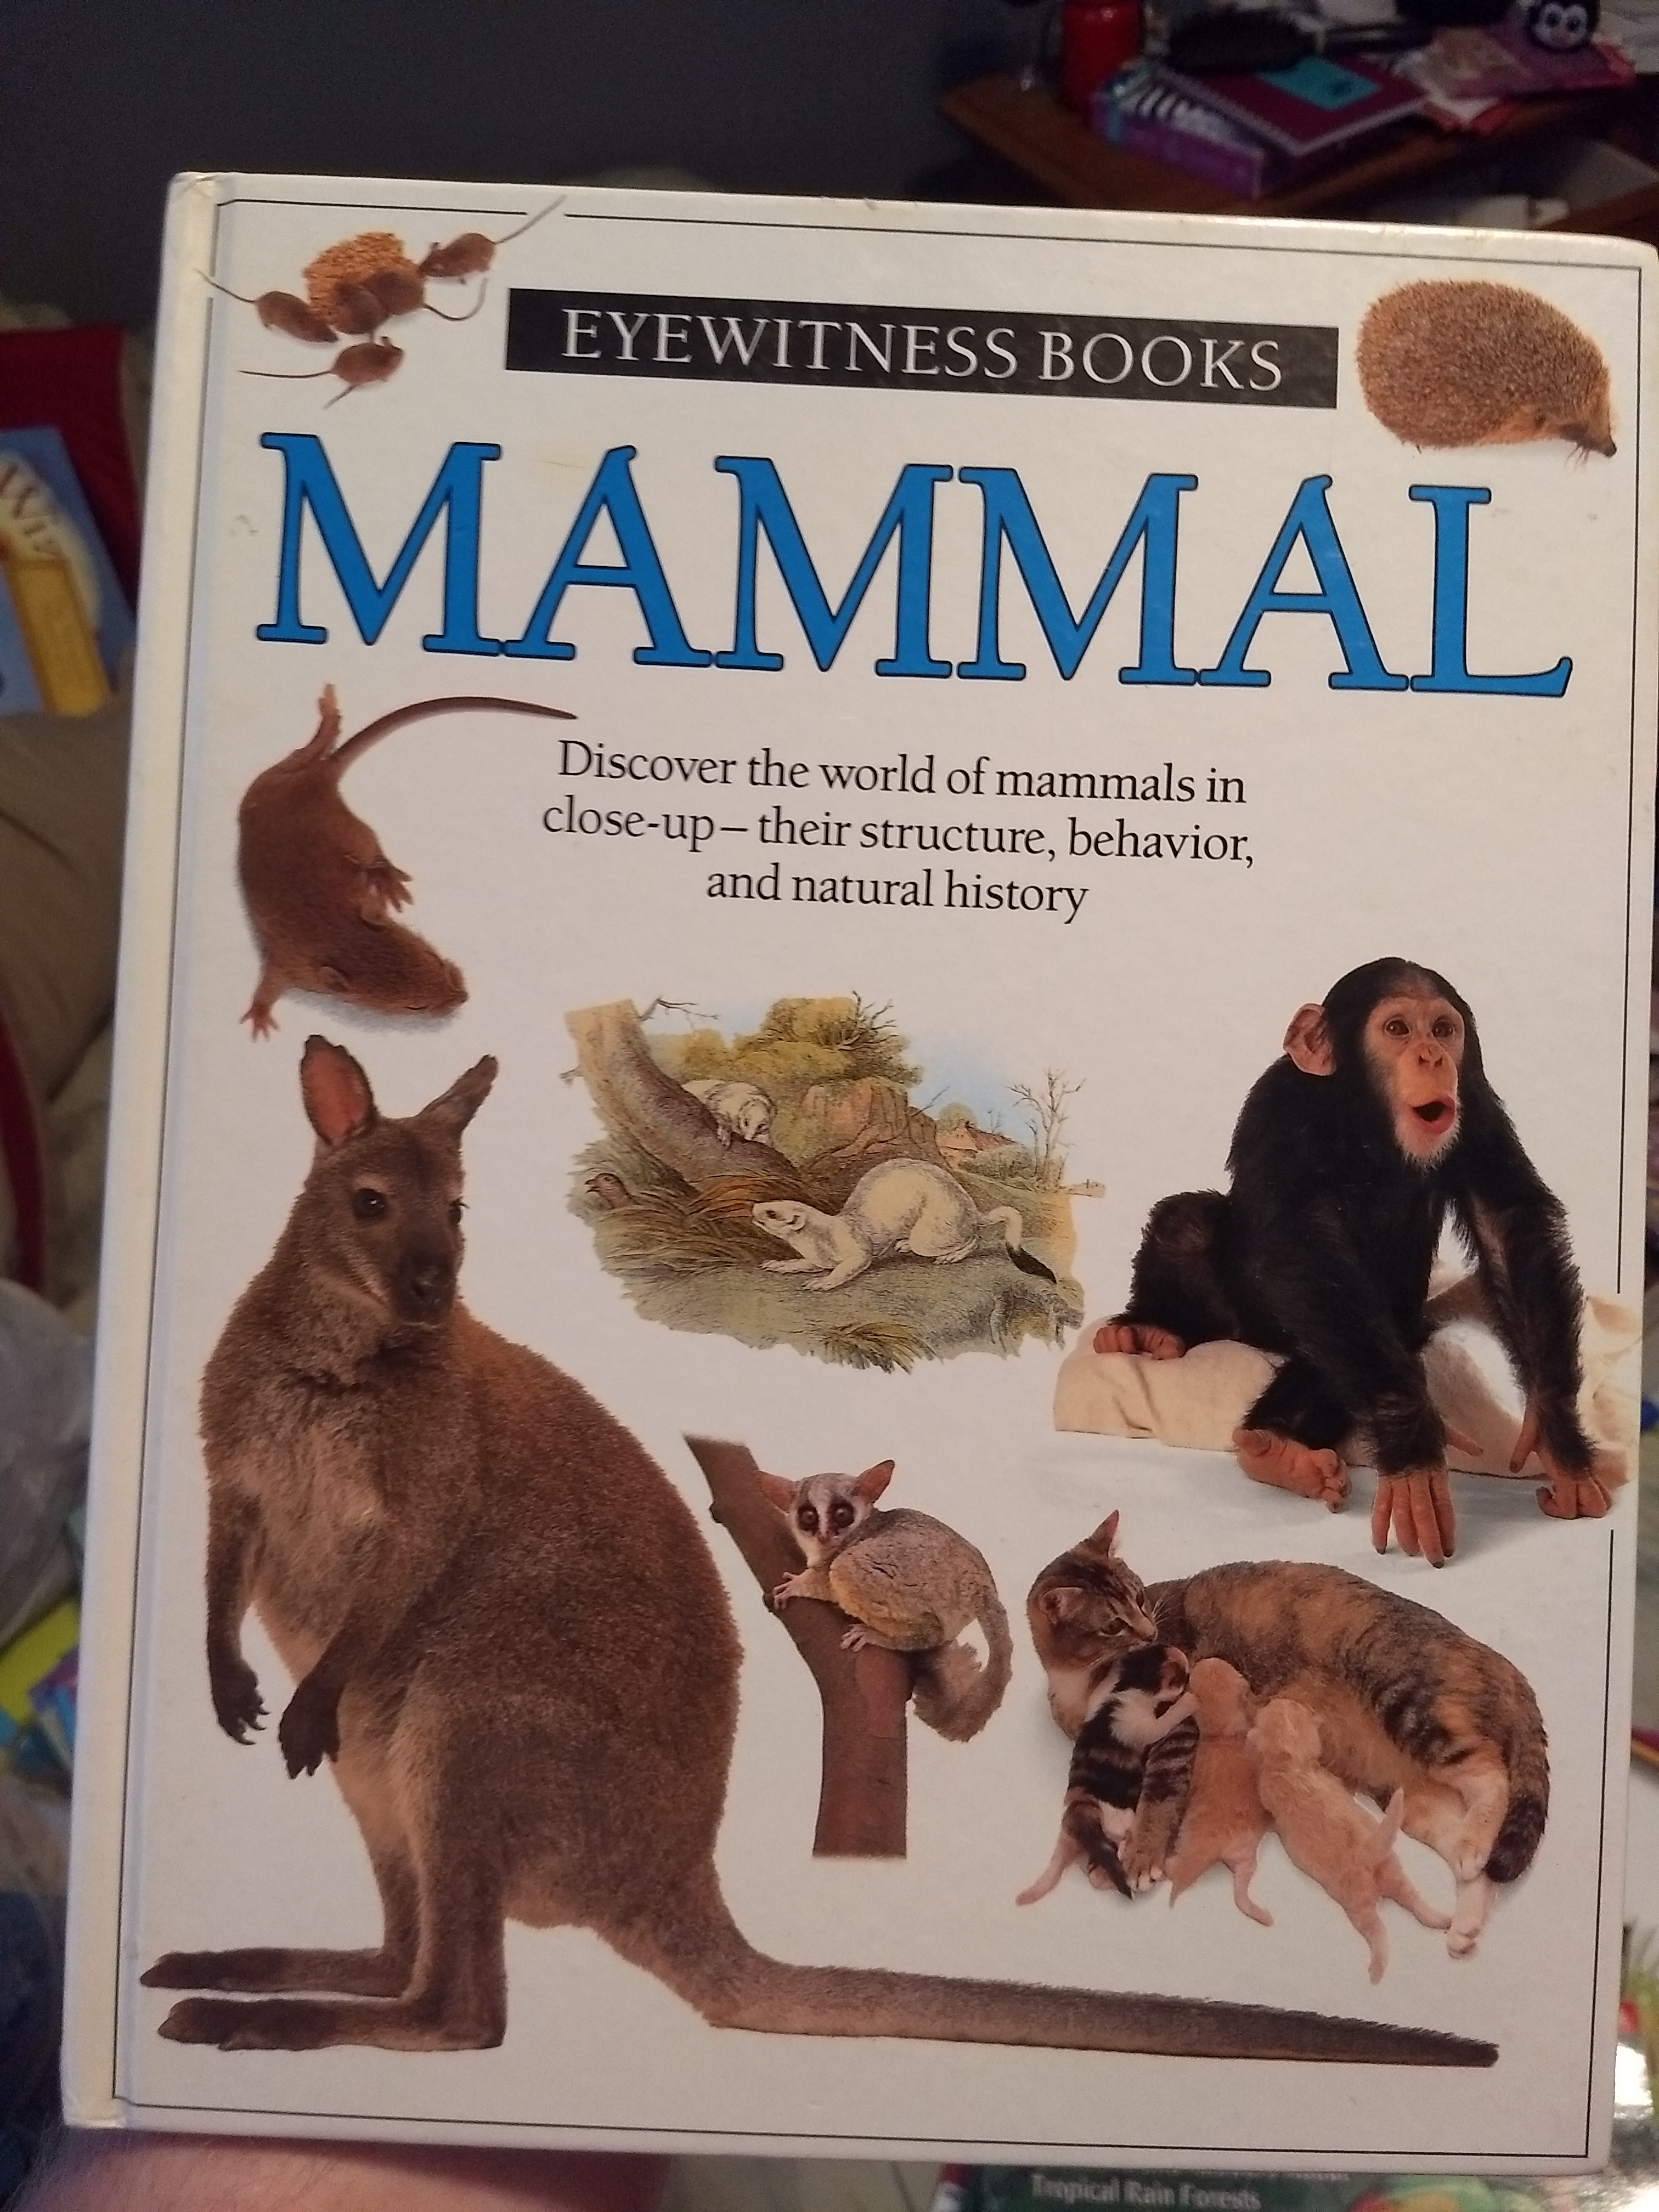 EYEWITNESS BOOKS
MAMMAL
Discover the world of mammals in
close-up – their structure, behavior,
and natural history
Tropical Rain Forests